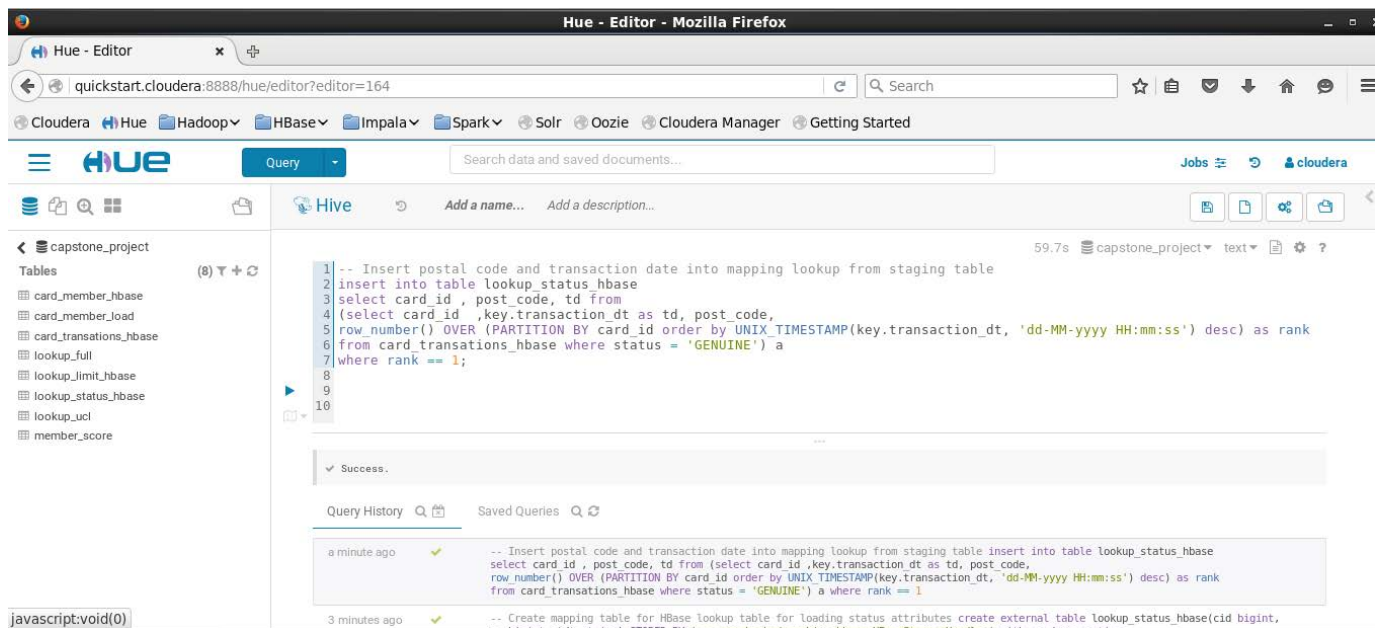 Hue - Editor - Mozilla Firefox
Hue - Editor
quickstart.cloudera:8888/hue/editor?editor=164
Search
Cloudera Hue Hadoop HBase Impala Spark Solr Oozie Cloudera Manager Getting Started
HUE Query Search data and saved documents... Jobs cloudera
Hive Add a name... Add a description...
capstone_project
Tables (8)
card_member_hbase
card_member_load
card_transations_hbase
lookup_full
lookup_limit_hbase
lookup_status_hbase
lookup_ucl
member_score
59.7s capstone_project text ?
1 -- Insert postal code and transaction date into mapping lookup from staging table
2 insert into table lookup_status_hbase
3 select card_id , post_code, td from
4 (select card_id  ,key.transaction_dt as td, post_code,
5 row_number() OVER (PARTITION BY card_id order by UNIX_TIMESTAMP(key.transaction_dt, 'dd-MM-yyyy HH:mm:ss') desc) as rank
6 from card_transations_hbase where status = 'GENUINE') a
7 where rank == 1;
8
9
10
Success.
Query History Saved Queries
a minute ago -- Insert postal code and transaction date into mapping lookup from staging table insert into table lookup_status_hbase
select card_id , post_code, td from (select card_id ,key.transaction_dt as td, post_code,
row_number() OVER (PARTITION BY card_id order by UNIX_TIMESTAMP(key.transaction_dt, 'dd-MM-yyyy HH:mm:ss') desc) as rank
from card_transations_hbase where status = 'GENUINE') a where rank == 1
3 minutes ago -- Create mapping table for HBase lookup table for loading status attributes create external table lookup_status_hbase(cid bigint,
javascript:void(0)